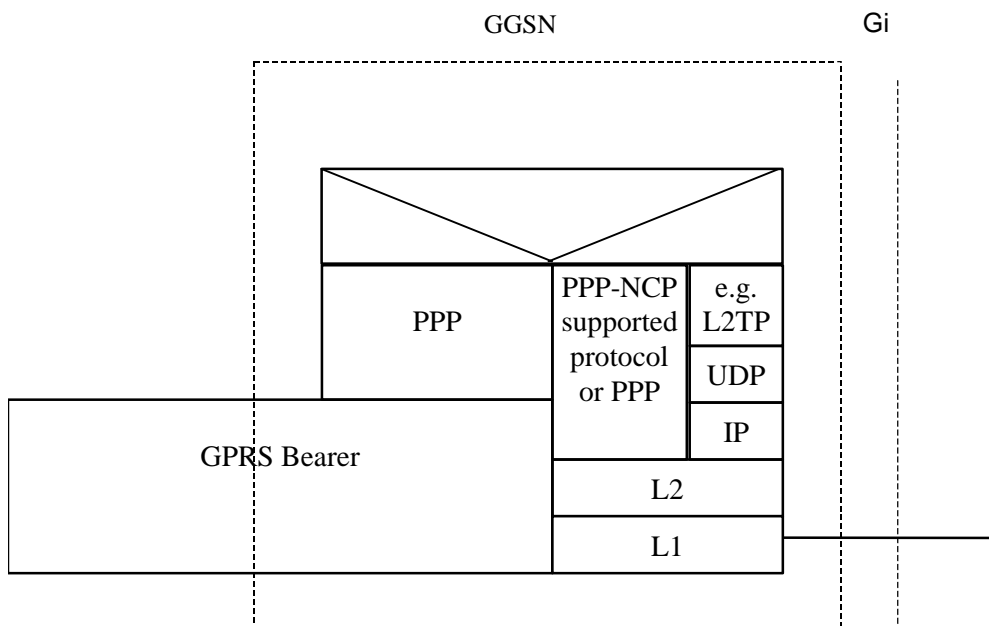 GGSN
Gi
PPP
PPP-NCP
supported
protocol
or PPP
e.g.
L2TP
UDP
IP
GPRS Bearer
L2
L1